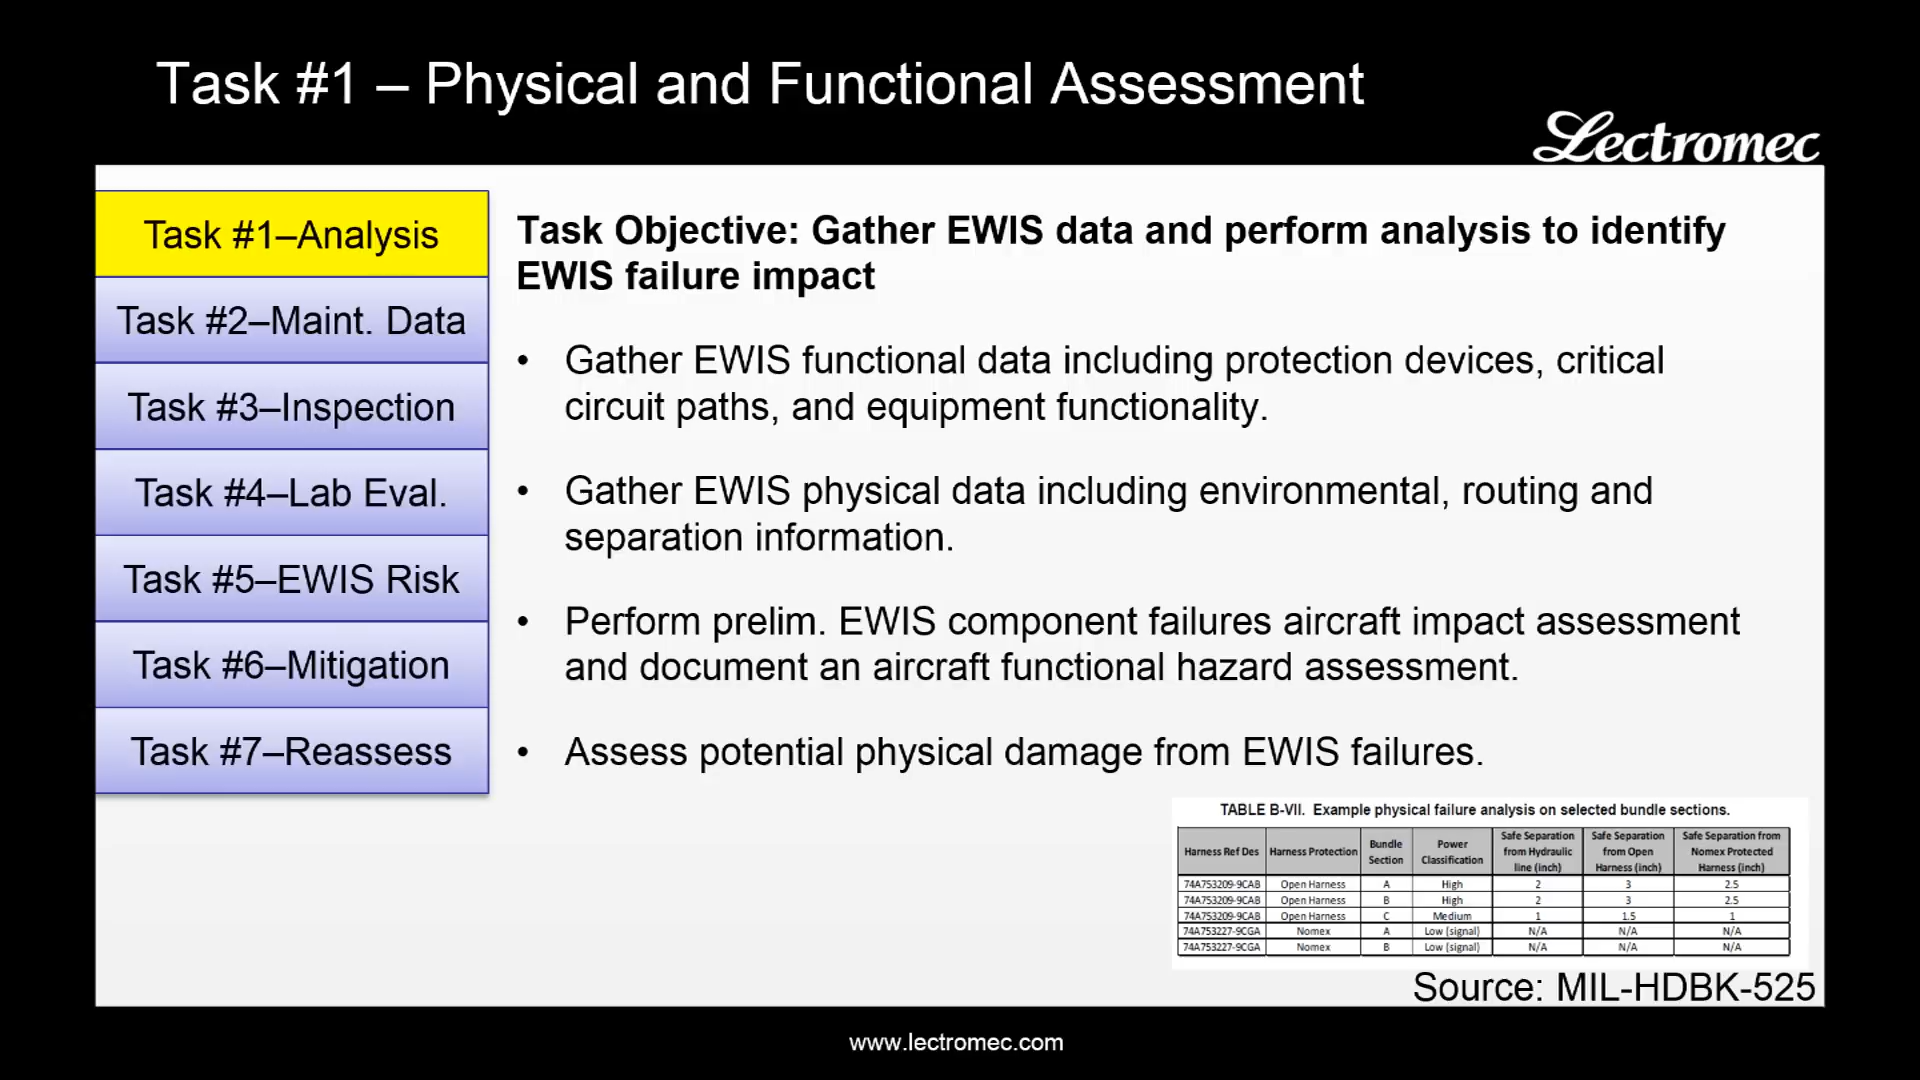 Task #1 – Physical and Functional Assessment
Lectromec
Task #1–Analysis
Task #2–Maint. Data
Task #3–Inspection
Task #4–Lab Eval.
Task #5–EWIS Risk
Task #6–Mitigation
Task #7–Reassess
Task Objective: Gather EWIS data and perform analysis to identify
EWIS failure impact
• Gather EWIS functional data including protection devices, critical
circuit paths, and equipment functionality.
• Gather EWIS physical data including environmental, routing and
separation information.
• Perform prelim. EWIS component failures aircraft impact assessment
and document an aircraft functional hazard assessment.
• Assess potential physical damage from EWIS failures.
TABLE B-VII. Example physical failure analysis on selected bundle sections.
Harness Ref Des Harness Protection Bundle Section Power Classification Safe Separation from Hydraulic line (inch) Safe Separation from Open Harness (inch) Safe Separation from Nomex Protected Harness (inch)
74A753209-9CAB Open Harness A High 2 3 2.5
74A753209-9CAB Open Harness B High 2 3 2.5
74A753209-9CAB Open Harness C Medium 1 1.5 1
74A753227-9CGA Nomex A Low (signal) N/A N/A N/A
74A753227-9CGA Nomex B Low (signal) N/A N/A N/A
Source: MIL-HDBK-525
www.lectromec.com